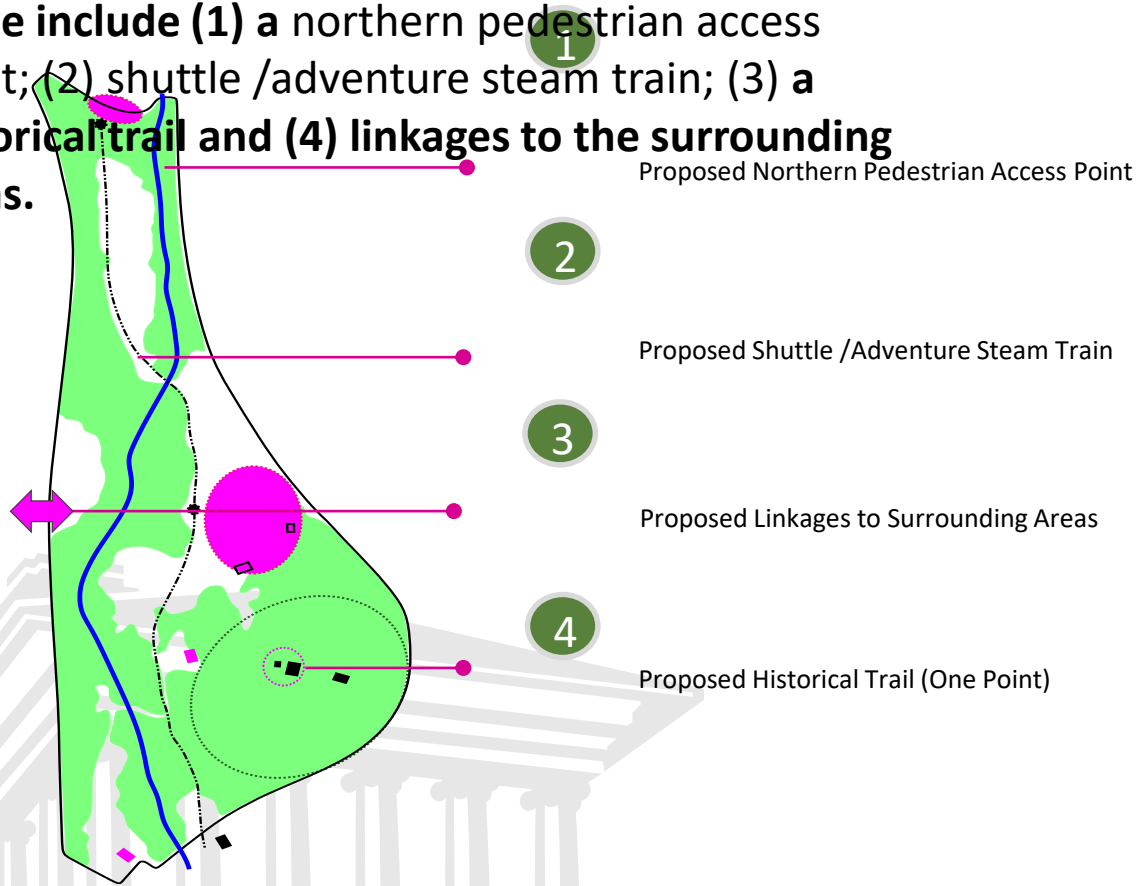 e include (1) a northern pedestrian access
t; (2) shuttle /adventure steam train; (3) a
orical trail and (4) linkages to the surrounding
s.
1
Proposed Northern Pedestrian Access Point
2
Proposed Shuttle /Adventure Steam Train
3
Proposed Linkages to Surrounding Areas
4
Proposed Historical Trail (One Point)